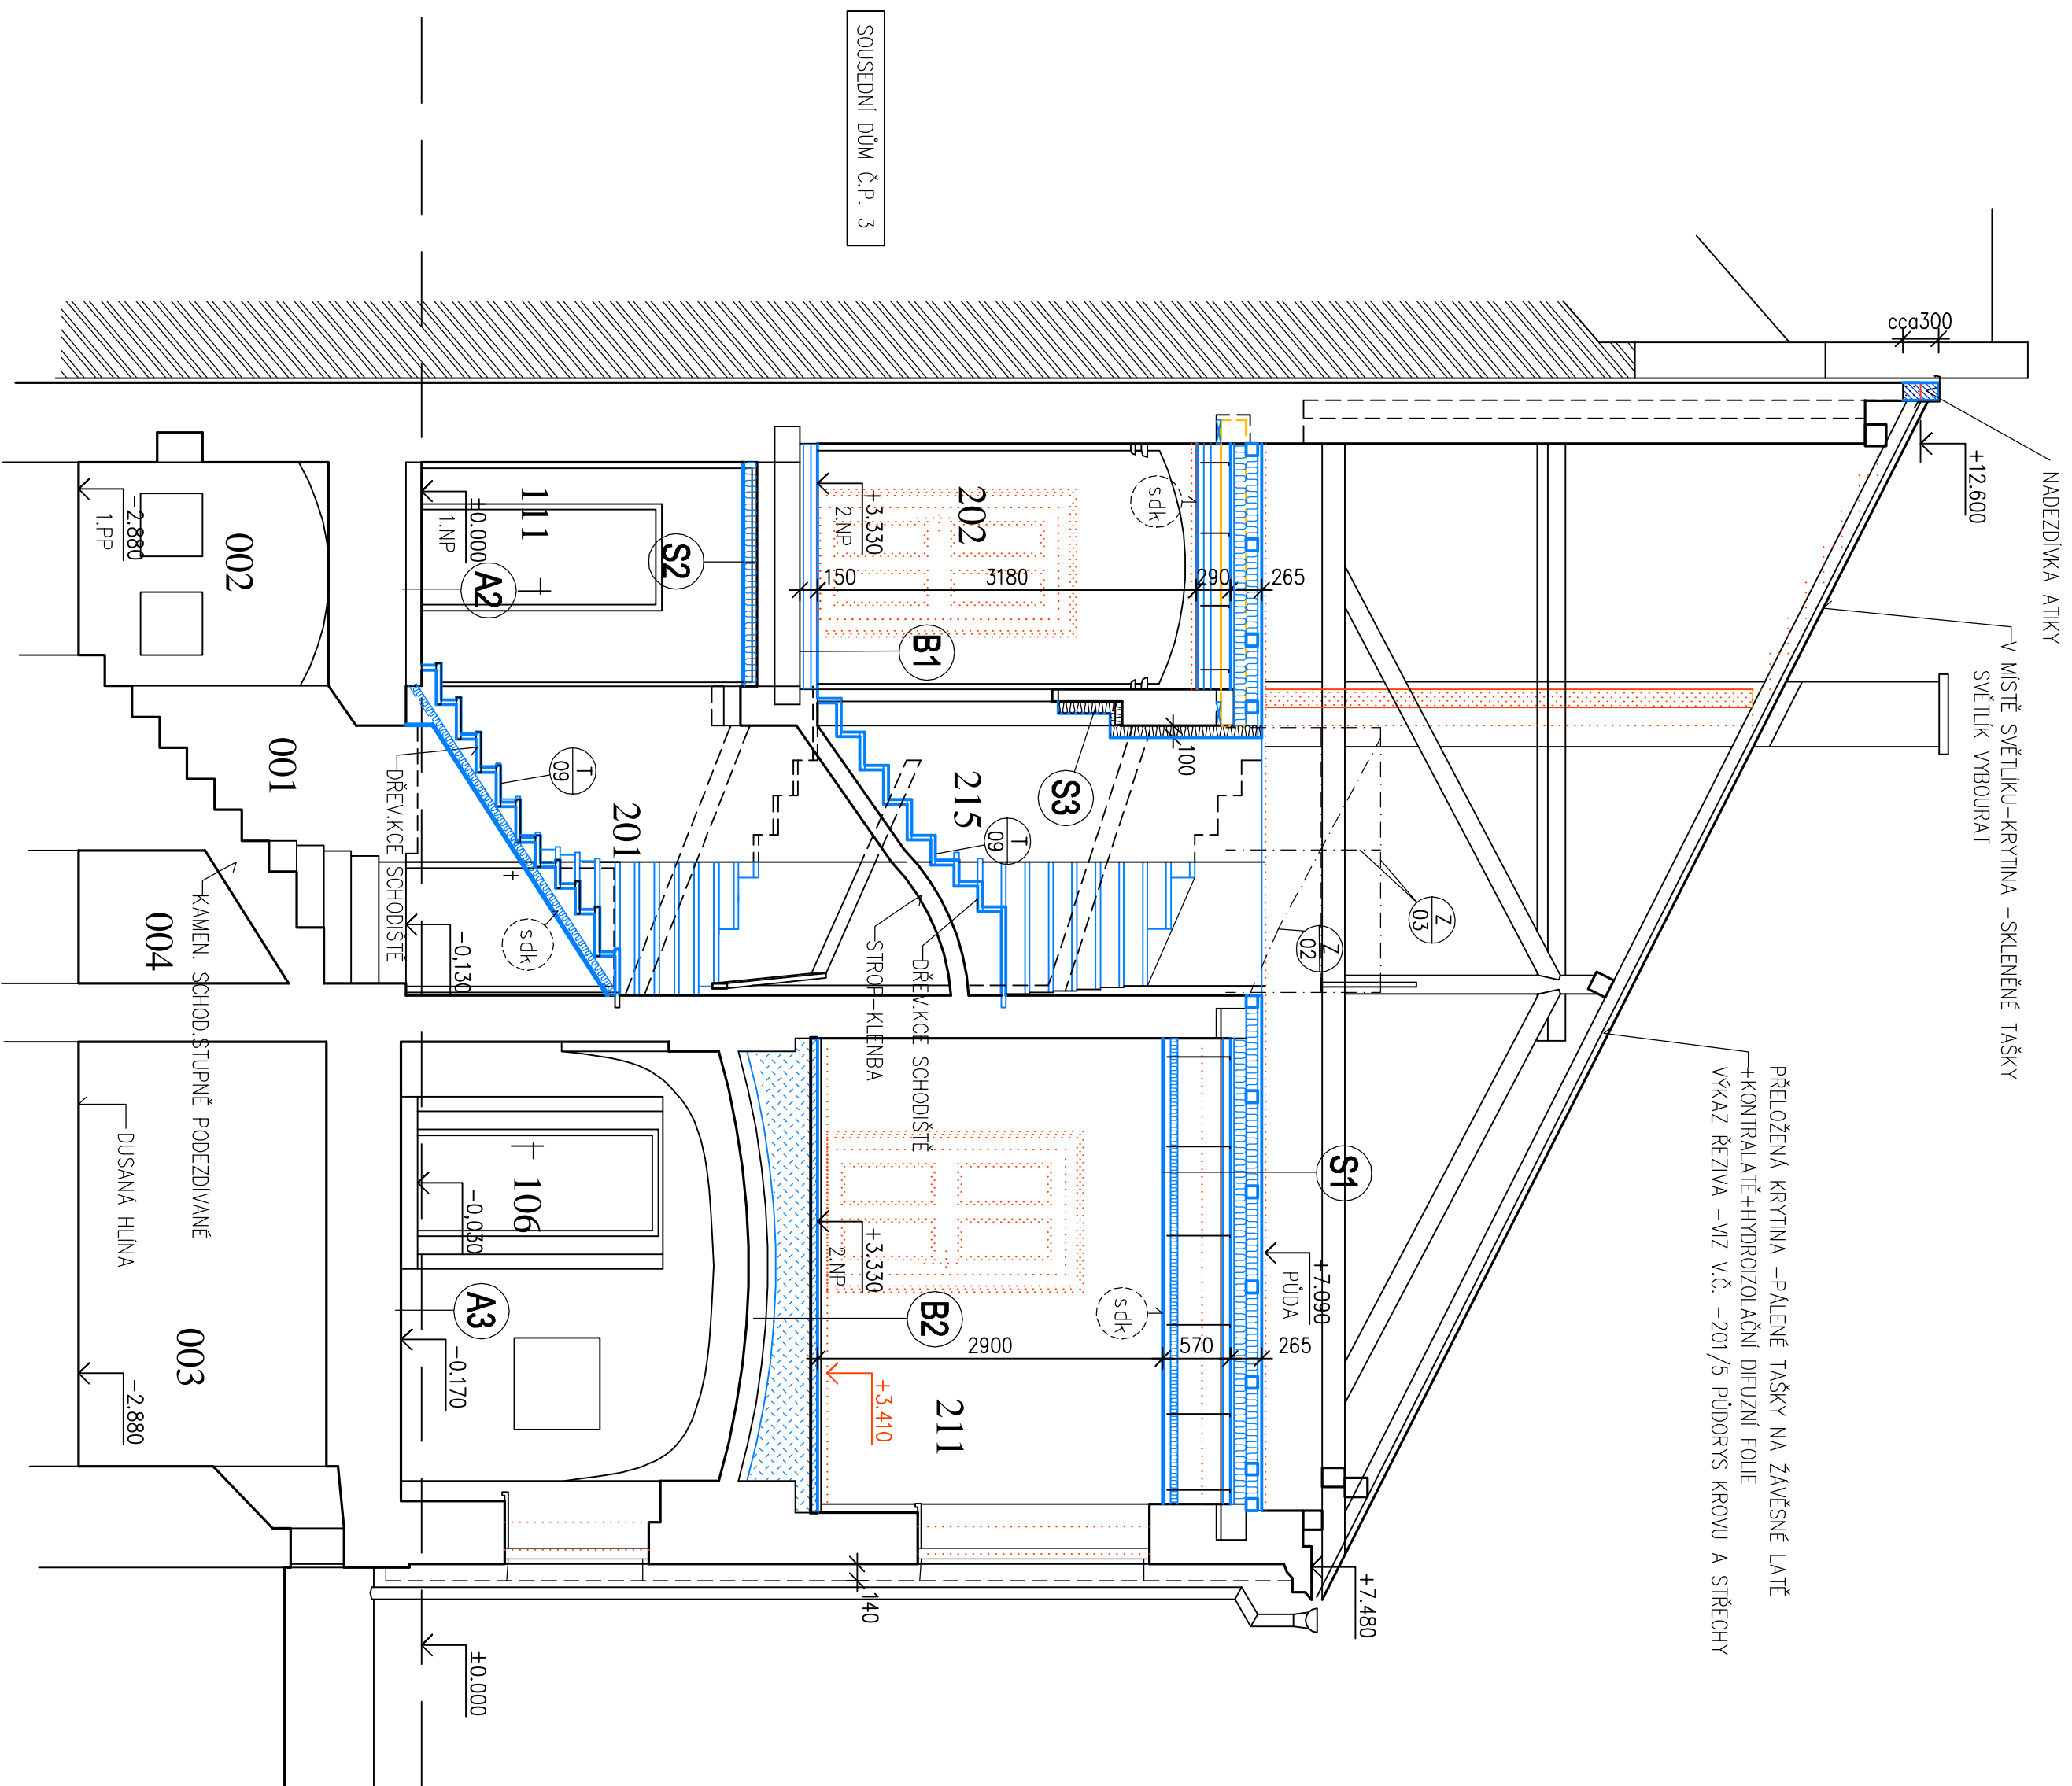 NADEZDÍVKA ATIKY
V MÍSTĚ SVĚTLÍKU-KRYTINA -SKLENĚNÉ TAŠKY
SVĚTLÍK VYBOURAT
+12.600
cca300
PŘELOŽENÁ KRYTINA -PÁLENÉ TAŠKY NA ZÁVĚSNÉ LATĚ
+KONTRALATĚ+HYDROIZOLAČNÍ DIFUZNÍ FOLIE
VÝKAZ ŘEZIVA -VIZ V.Č. -201/5 PŮDORYS KROVU A STŘECHY
SOUSEDNÍ DŮM Č.P. 3
+7.480
Z
03
Z
02
S1
+7.090
PŮDA
265
290
3180
150
265
570
2900
100
sdk
202
+3.330
2.NP
B1
S3
215
T
09
DŘEV.KCE SCHODIŠTĚ
STROP-KLENBA
sdk
211
+3.330
2.NP
+3.410
B2
140
S2
111
±0.000
1.NP
A2
T
09
201
DŘEV.KCE SCHODIŠTĚ
sdk
-0,130
106
-0,030
A3
-0.170
±0.000
002
-2.880
1.PP
001
004
KAMEN. SCHOD.STUPNĚ PODEZDÍVANÉ
DUSANÁ HLÍNA
003
-2.880